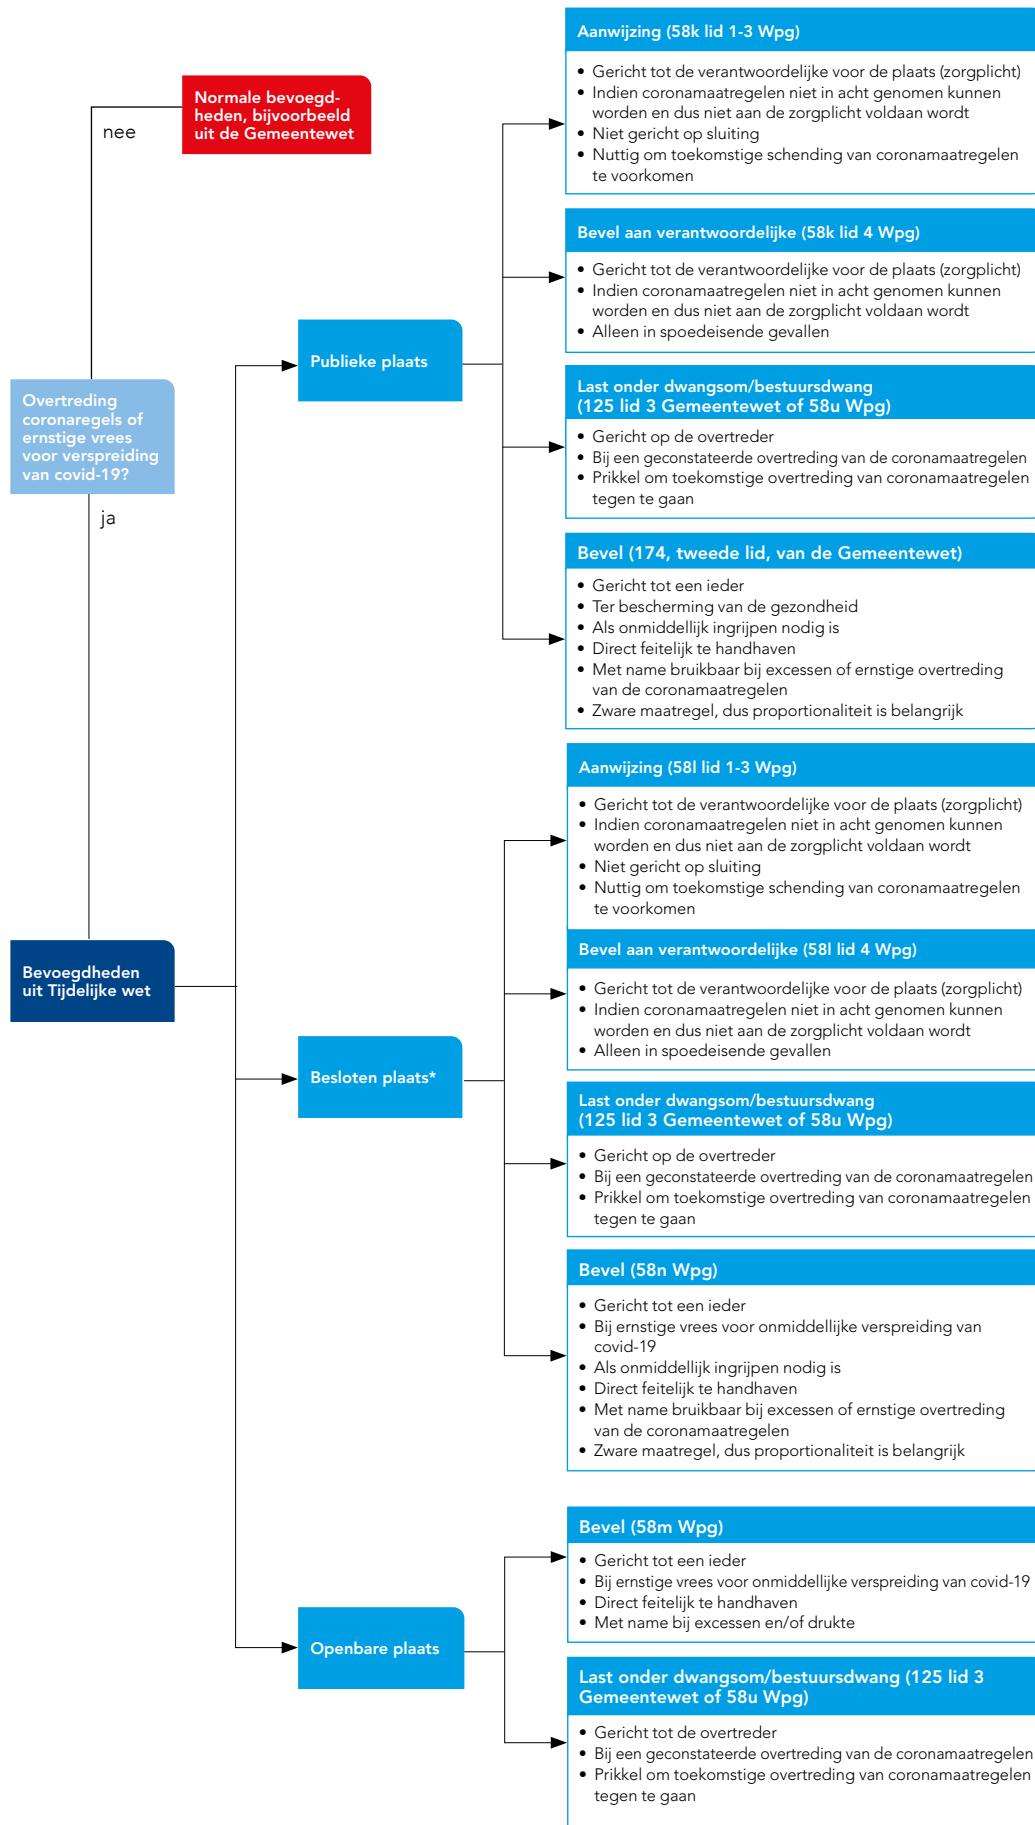 Normale bevoegd-
heden, bijvoorbeeld
uit de Gemeentewet
nee
Overtreding
coronaregels of
ernstige vrees
voor verspreiding
van covid-19?
ja
Bevoegdheden
uit Tijdelijke wet
Publieke plaats
Aanwijzing (58k lid 1-3 Wpg)
• Gericht tot de verantwoordelijke voor de plaats (zorgplicht)
• Indien coronamaatregelen niet in acht genomen kunnen
worden en dus niet aan de zorgplicht voldaan wordt
• Niet gericht op sluiting
• Nuttig om toekomstige schending van coronamaatregelen
te voorkomen
Bevel aan verantwoordelijke (58k lid 4 Wpg)
• Gericht tot de verantwoordelijke voor de plaats (zorgplicht)
• Indien coronamaatregelen niet in acht genomen kunnen
worden en dus niet aan de zorgplicht voldaan wordt
• Alleen in spoedeisende gevallen
Last onder dwangsom/bestuursdwang
(125 lid 3 Gemeentewet of 58u Wpg)
• Gericht op de overtreder
• Bij een geconstateerde overtreding van de coronamaatregelen
• Prikkel om toekomstige overtreding van coronamaatregelen
tegen te gaan
Bevel (174, tweede lid, van de Gemeentewet)
• Gericht tot een ieder
• Ter bescherming van de gezondheid
• Als onmiddellijk ingrijpen nodig is
• Direct feitelijk te handhaven
• Met name bruikbaar bij excessen of ernstige overtreding
van de coronamaatregelen
• Zware maatregel, dus proportionaliteit is belangrijk
Besloten plaats*
Aanwijzing (58l lid 1-3 Wpg)
• Gericht tot de verantwoordelijke voor de plaats (zorgplicht)
• Indien coronamaatregelen niet in acht genomen kunnen
worden en dus niet aan de zorgplicht voldaan wordt
• Niet gericht op sluiting
• Nuttig om toekomstige schending van coronamaatregelen
te voorkomen
Bevel aan verantwoordelijke (58l lid 4 Wpg)
• Gericht tot de verantwoordelijke voor de plaats (zorgplicht)
• Indien coronamaatregelen niet in acht genomen kunnen
worden en dus niet aan de zorgplicht voldaan wordt
• Alleen in spoedeisende gevallen
Last onder dwangsom/bestuursdwang
(125 lid 3 Gemeentewet of 58u Wpg)
• Gericht op de overtreder
• Bij een geconstateerde overtreding van de coronamaatregelen
• Prikkel om toekomstige overtreding van coronamaatregelen
tegen te gaan
Bevel (58n Wpg)
• Gericht tot een ieder
• Bij ernstige vrees voor onmiddellijke verspreiding van
covid-19
• Als onmiddellijk ingrijpen nodig is
• Direct feitelijk te handhaven
• Met name bruikbaar bij excessen of ernstige overtreding
van de coronamaatregelen
• Zware maatregel, dus proportionaliteit is belangrijk
Openbare plaats
Bevel (58m Wpg)
• Gericht tot een ieder
• Bij ernstige vrees voor onmiddellijke verspreiding van covid-19
• Direct feitelijk te handhaven
• Met name bij excessen en/of drukte
Last onder dwangsom/bestuursdwang (125 lid 3
Gemeentewet of 58u Wpg)
• Gericht tot de overtreder
• Bij een geconstateerde overtreding van de coronamaatregelen
• Prikkel om toekomstige overtreding van coronamaatregelen
tegen te gaan